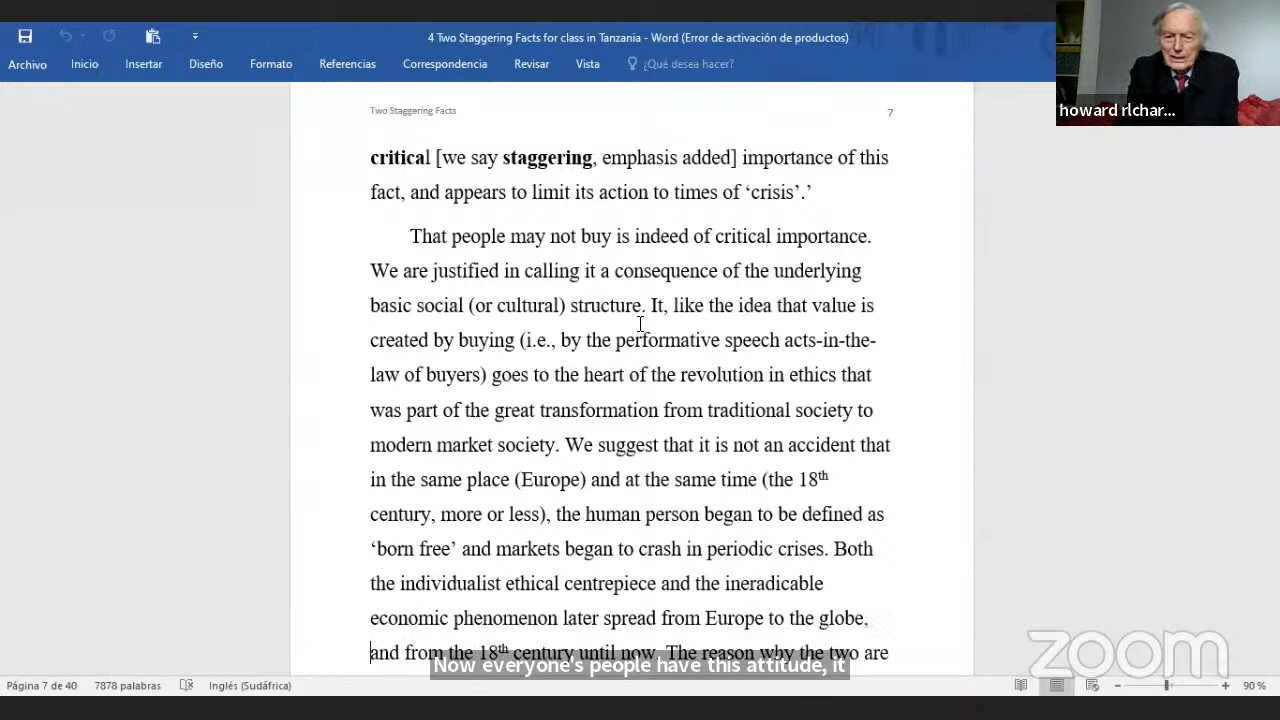 4 Two Staggering Facts for class in Tanzania - Word (Error de activación de productos)
Archivo Inicio Insertar Diseño Formato Referencias Correspondencia Revisar Vista ¿Qué desea hacer?
howard rlchar...
Two Staggering Facts 7
critical [we say staggering, emphasis added] importance of this
fact, and appears to limit its action to times of ‘crisis’.’
That people may not buy is indeed of critical importance.
We are justified in calling it a consequence of the underlying
basic social (or cultural) structure. It, like the idea that value is
created by buying (i.e., by the performative speech acts-in-the-
law of buyers) goes to the heart of the revolution in ethics that
was part of the great transformation from traditional society to
modern market society. We suggest that it is not an accident that
in the same place (Europe) and at the same time (the 18th
century, more or less), the human person began to be defined as
‘born free’ and markets began to crash in periodic crises. Both
the individualist ethical centrepiece and the ineradicable
economic phenomenon later spread from Europe to the globe,
and from the 18th century until now. The reason why the two are
Now everyone's people have this attitude, it
zoom
Página 7 de 40 7878 palabras Inglés (Sudáfrica) 90 %